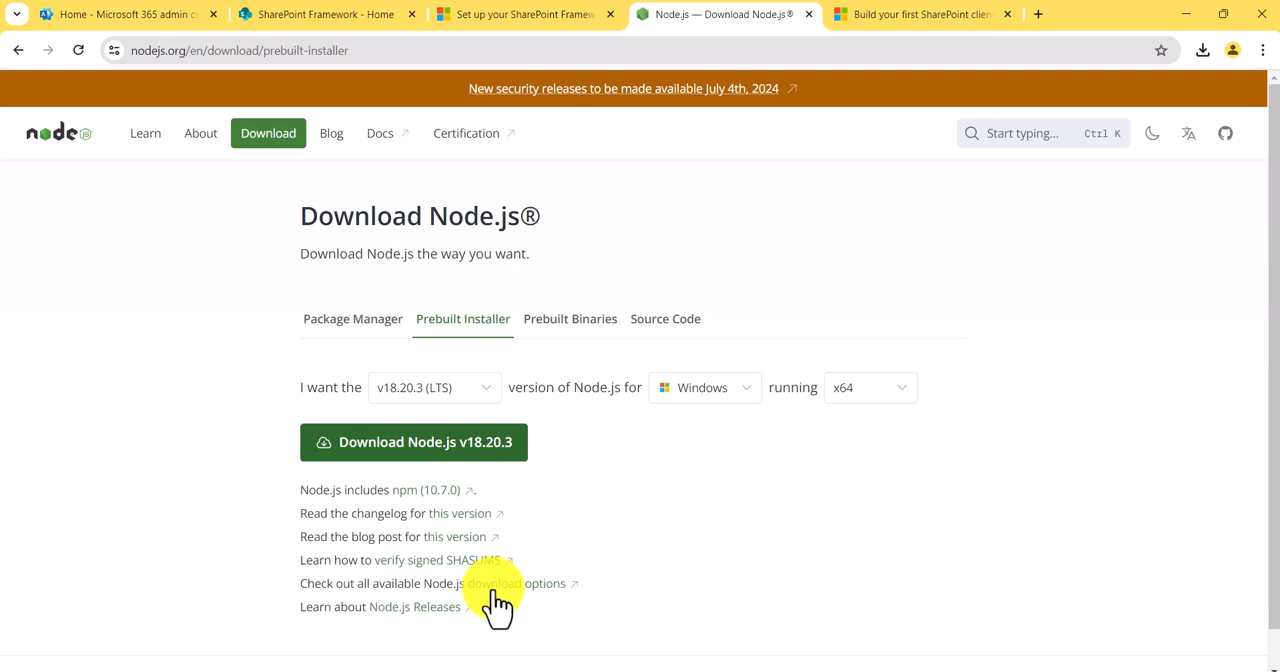 Home - Microsoft 365 admin ce
SharePoint Framework - Home
Set up your SharePoint Framew
Node.js — Download Node.js®
Build your first SharePoint clien
nodejs.org/en/download/prebuilt-installer
New security releases to be made available July 4th, 2024
node
Learn
About
Download
Blog
Docs
Certification
Start typing...
Ctrl K
Download Node.js®
Download Node.js the way you want.
Package Manager
Prebuilt Installer
Prebuilt Binaries
Source Code
I want the v18.20.3 (LTS) version of Node.js for Windows running x64
Download Node.js v18.20.3
Node.js includes npm (10.7.0).
Read the changelog for this version
Read the blog post for this version
Learn how to verify signed SHASUMS
Check out all available Node.js download options
Learn about Node.js Releases